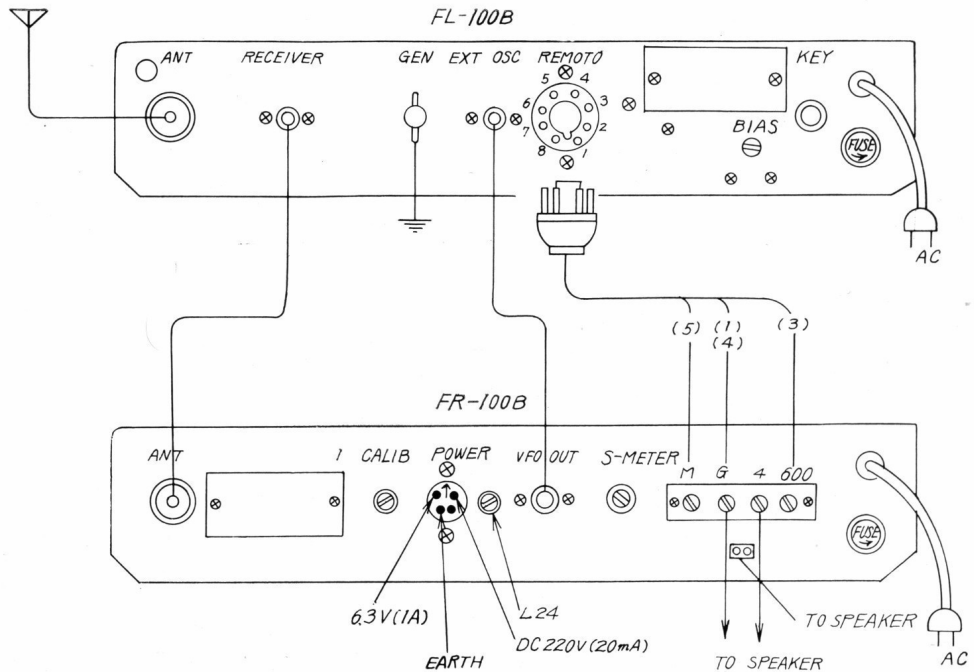 FL-100B
ANT RECEIVER GEN EXT OSC REMOTO KEY
5 4
6 3
7 2
8 1
BIAS
FUSE
AC
(5) (1) (3)
(4)
FR-100B
ANT 1 CALIB POWER VFO OUT S-METER M G 4 600
FUSE
6.3V(1A)
L24
DC 220V(20mA)
EARTH
TO SPEAKER
TO SPEAKER
AC